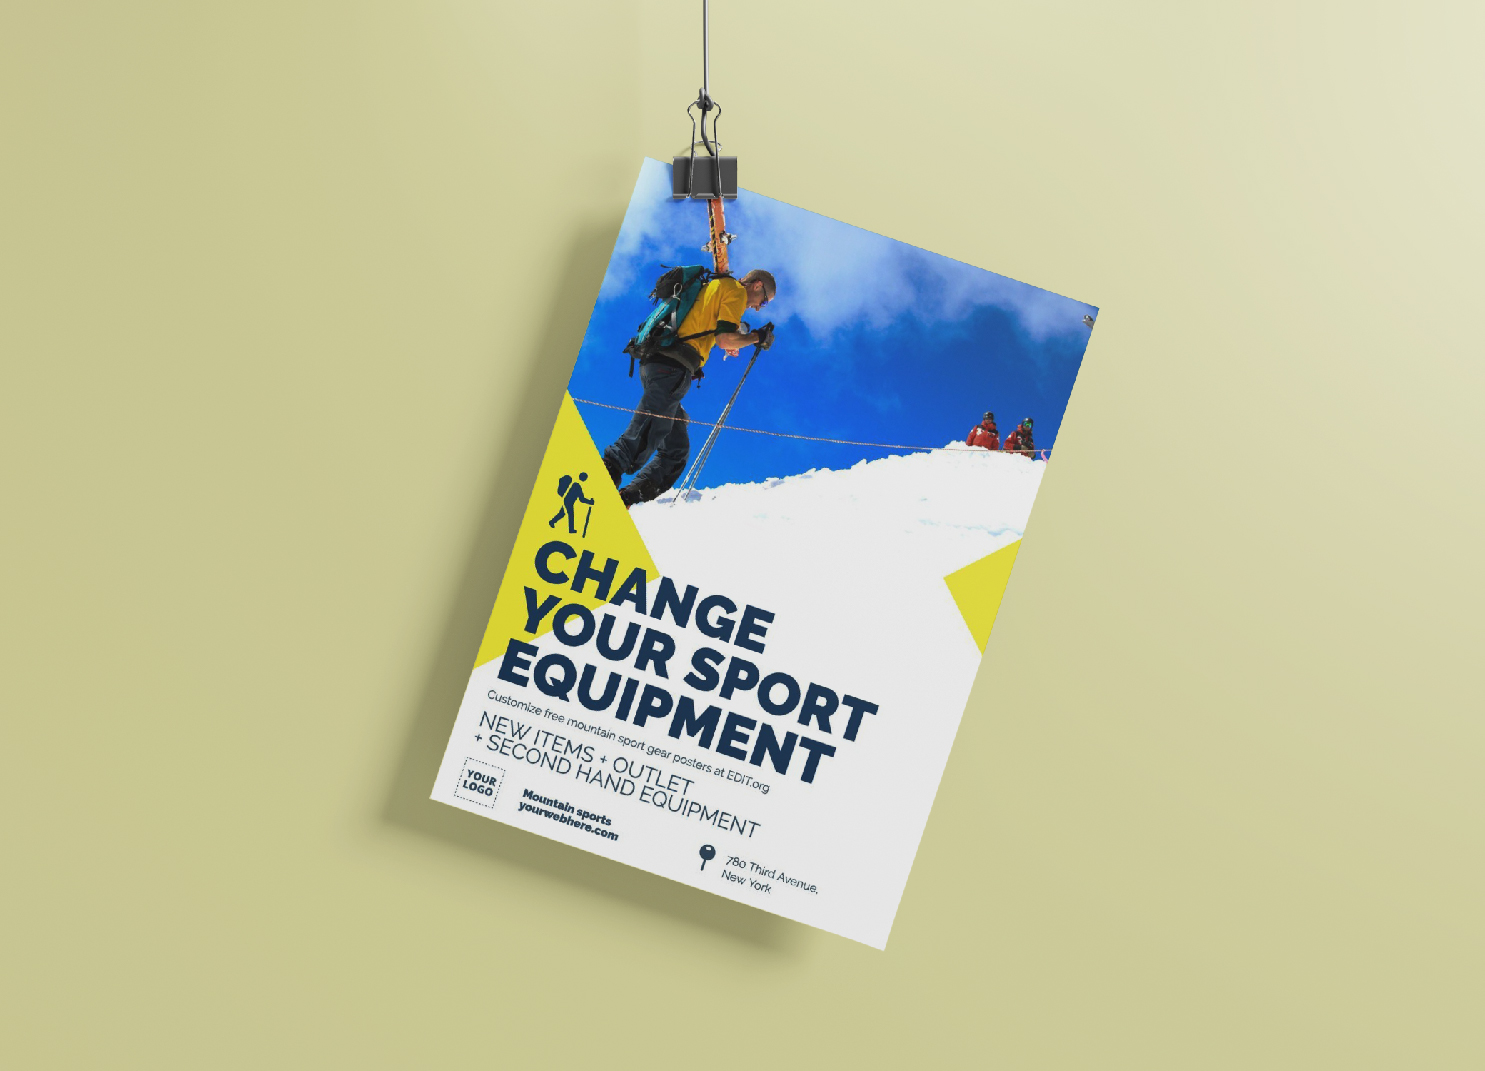 CHANGE
YOUR SPORT
EQUIPMENT
Customize free mountain sport gear posters at EDIT.org
NEW ITEMS + OUTLET
+ SECOND HAND EQUIPMENT
YOUR
LOGO
Mountain sports
yourwebhere.com
780 Third Avenue,
New York